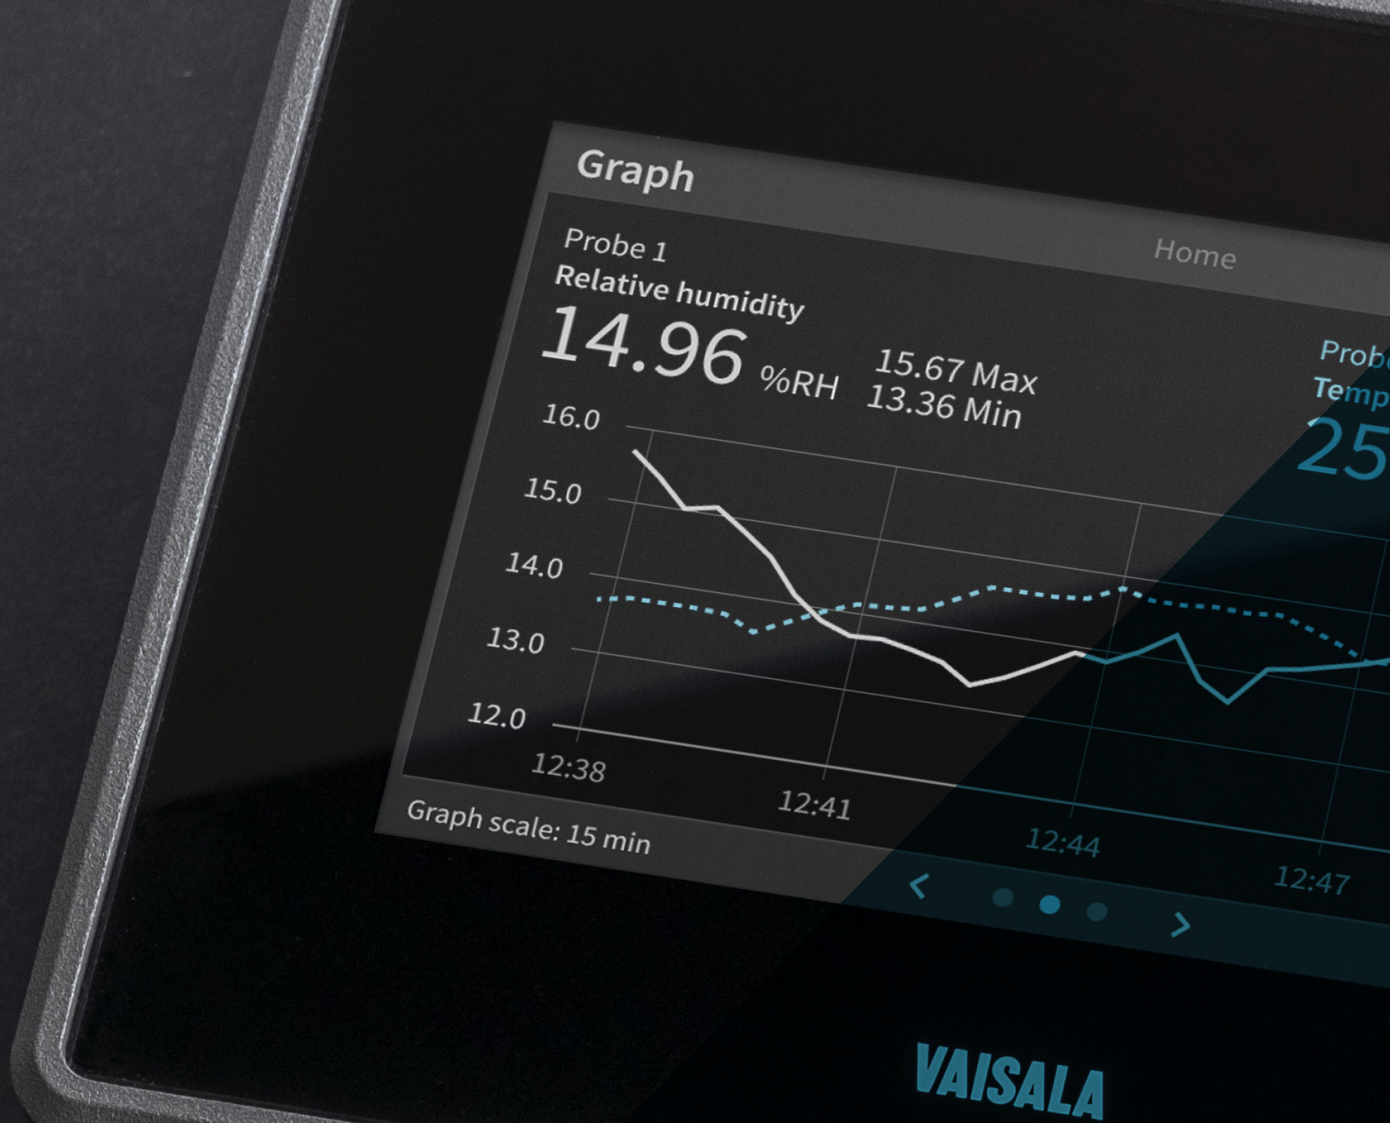 Graph
Home
Probe 1
Relative humidity
14.96 %RH
15.67 Max
13.36 Min
25
16.0
15.0
14.0
13.0
12.0
12:38
12:41
12:44
12:47
Graph scale: 15 min
VAISALA